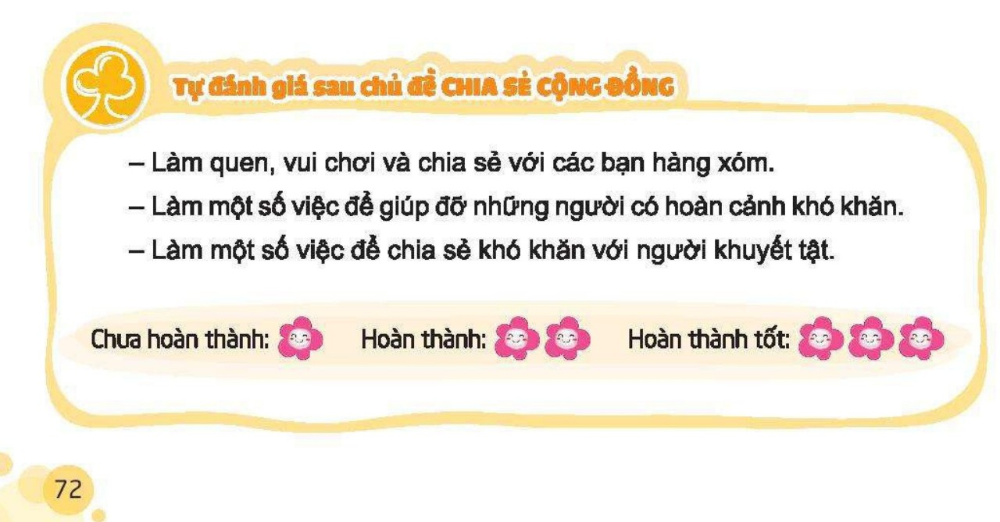 Tự đánh giá sau chủ đề CHIA SẺ CỘNG ĐỒNG
– Làm quen, vui chơi và chia sẻ với các bạn hàng xóm.
– Làm một số việc để giúp đỡ những người có hoàn cảnh khó khăn.
– Làm một số việc để chia sẻ khó khăn với người khuyết tật.
Chưa hoàn thành: Hoàn thành: Hoàn thành tốt:
72